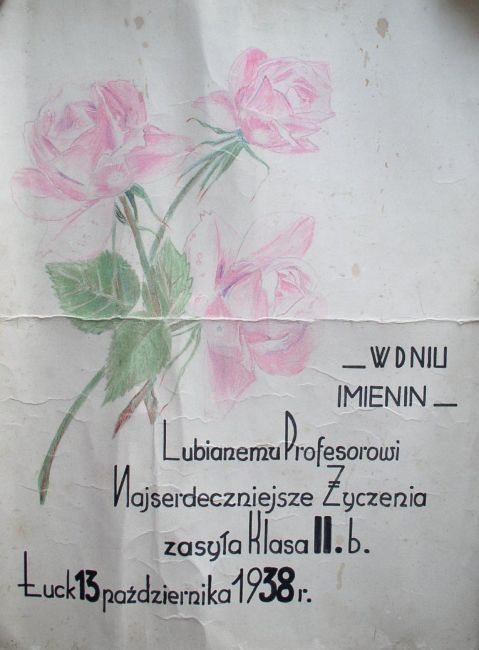 _ W DNIU
IMIENIN _
Lubianemu Profesorowi
Najserdeczniejsze Życzenia
zasyła Klasa II. b.
Łuck 13 października 1938 r.